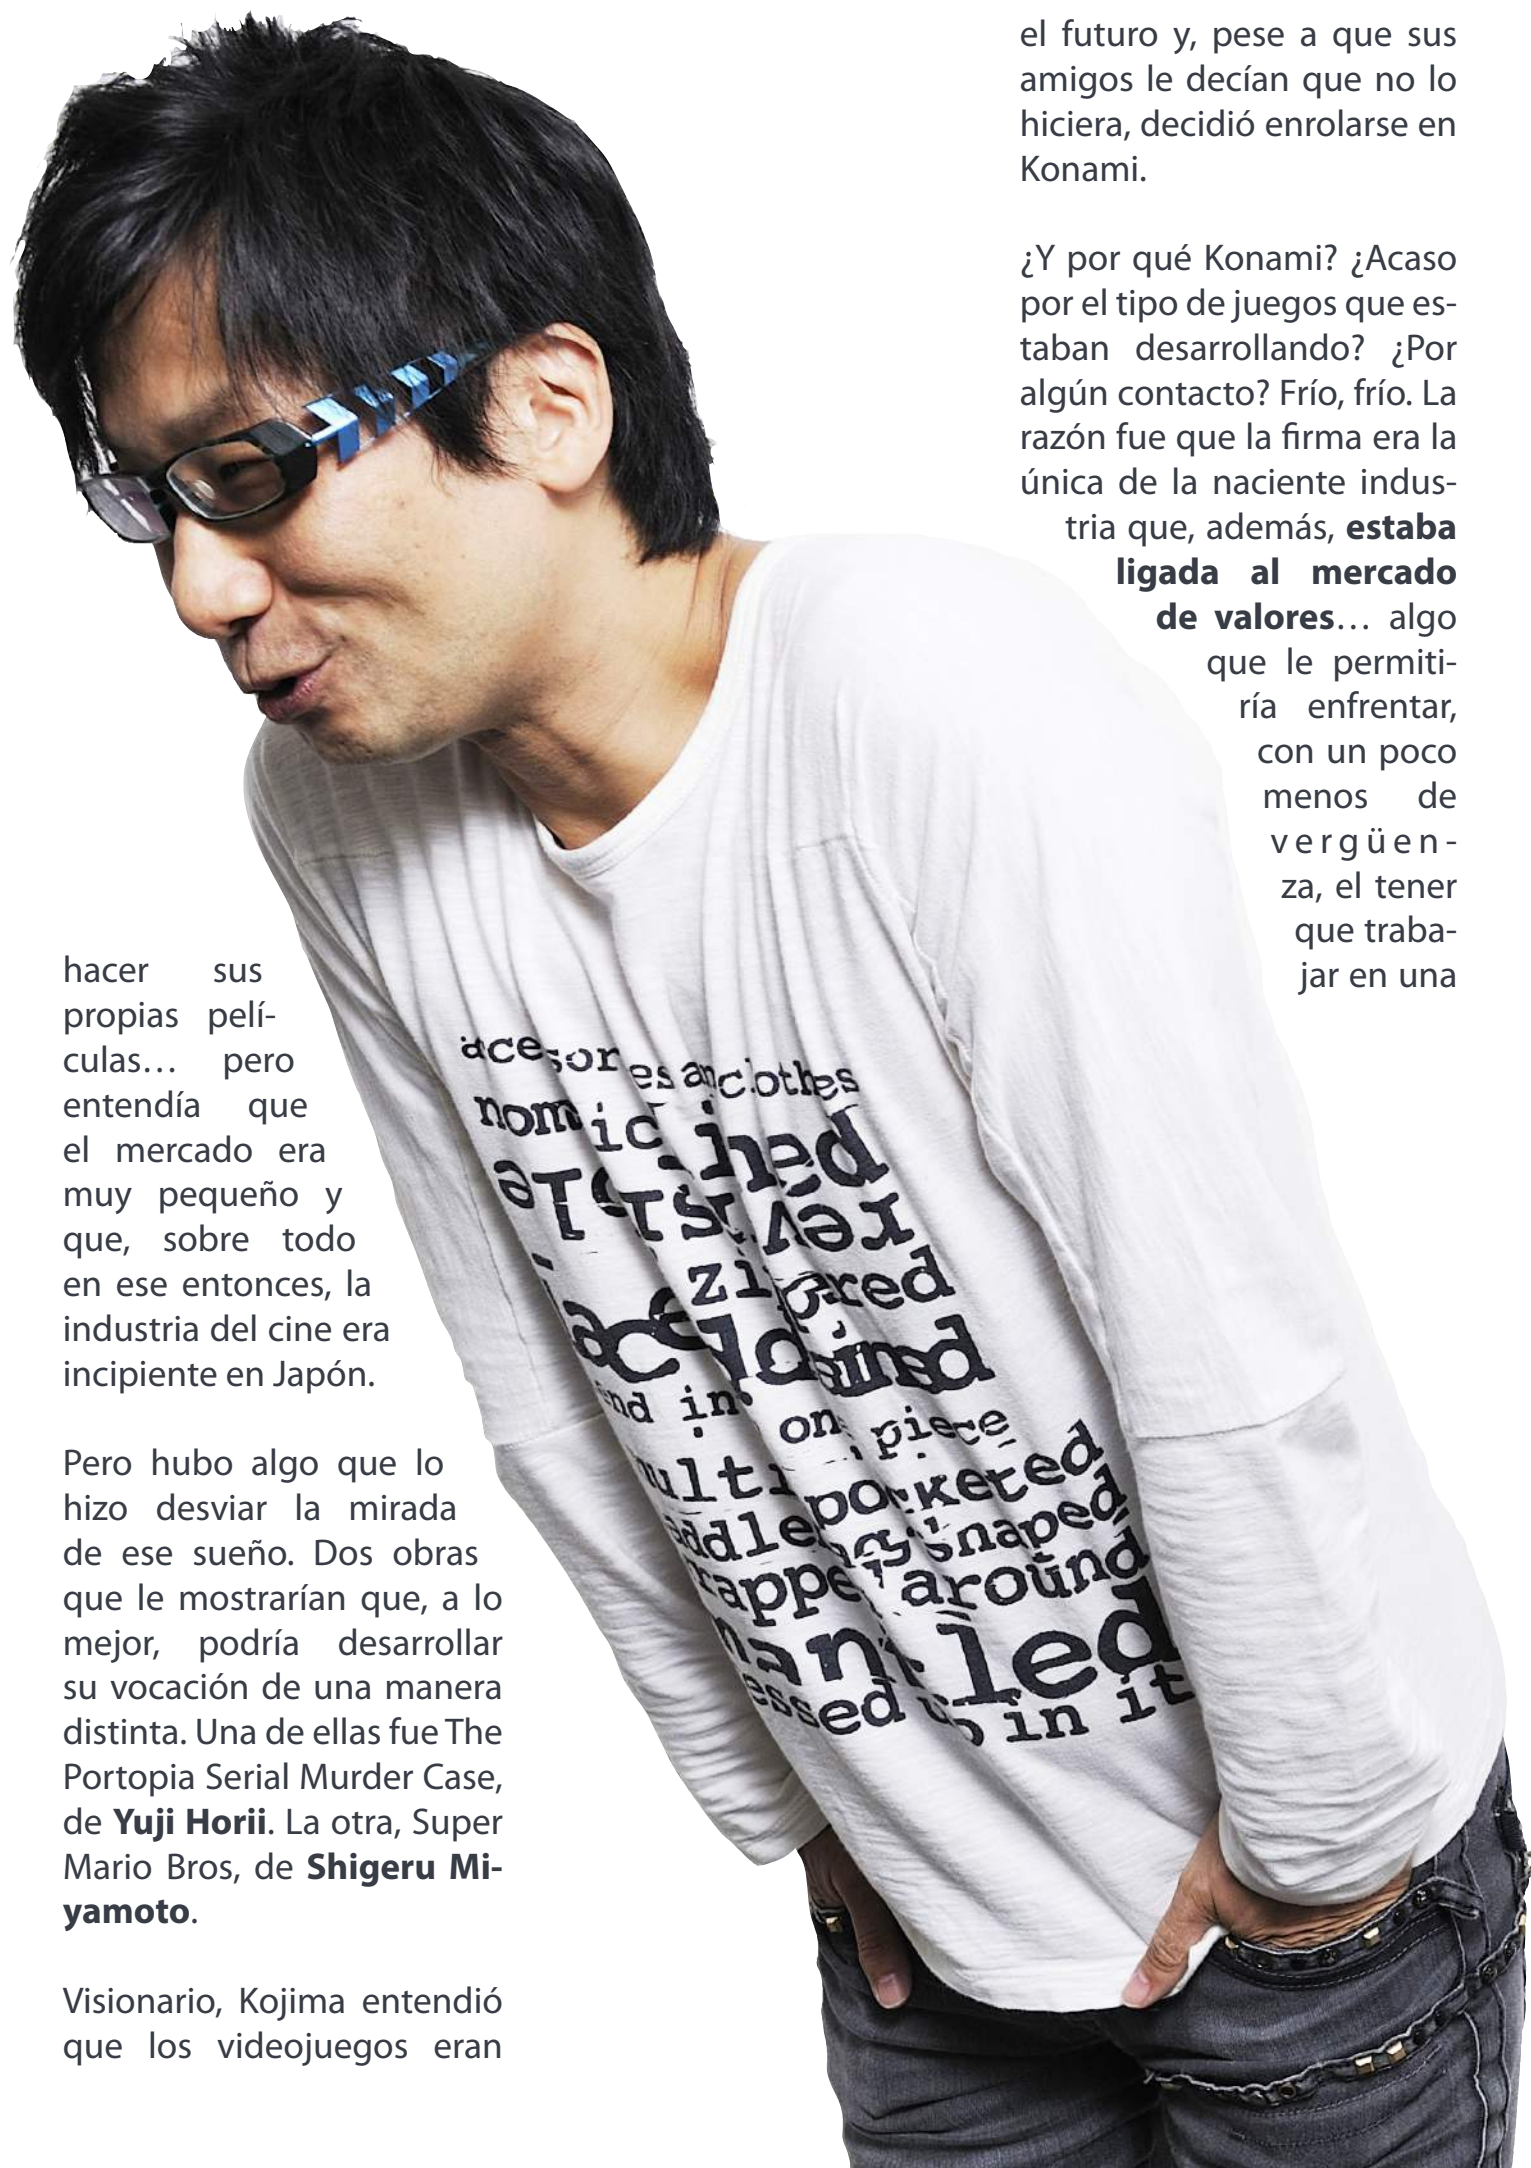 hacer sus
propias pelí-
culas… pero
entendía que
el mercado era
muy pequeño y
que, sobre todo
en ese entonces, la
industria del cine era
incipiente en Japón.
Pero hubo algo que lo
hizo desviar la mirada
de ese sueño. Dos obras
que le mostrarían que, a lo
mejor, podría desarrollar
su vocación de una manera
distinta. Una de ellas fue The
Portopia Serial Murder Case,
de Yuji Horii. La otra, Super
Mario Bros, de Shigeru Mi-
yamoto.
Visionario, Kojima entendió
que los videojuegos eran
el futuro y, pese a que sus
amigos le decían que no lo
hiciera, decidió enrolarse en
Konami.
¿Y por qué Konami? ¿Acaso
por el tipo de juegos que es-
taban desarrollando? ¿Por
algún contacto? Frío, frío. La
razón fue que la firma era la
única de la naciente indus-
tria que, además, estaba
ligada al mercado
de valores… algo
que le permiti-
ría enfrentar,
con un poco
menos de
vergüen-
za, el tener
que traba-
jar en una
one piece
pocketed
around
in it